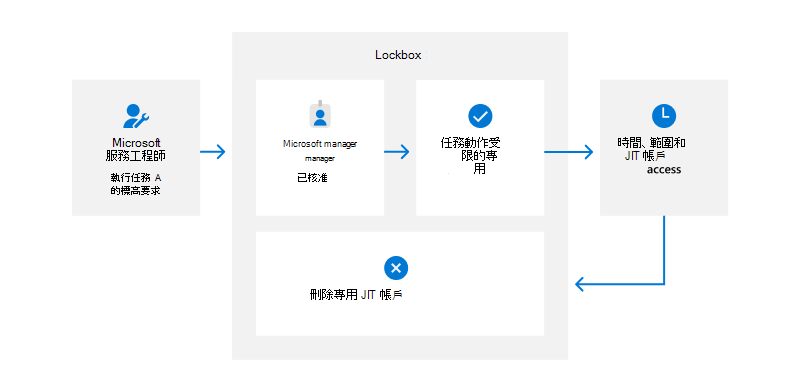 Lockbox
Microsoft
服務工程師
執行任務 A
的標高要求
Microsoft manager
manager
已核准
任務動作受
限的專
用
時間、範圍和
JIT 帳戶
access
刪除專用 JIT 帳戶